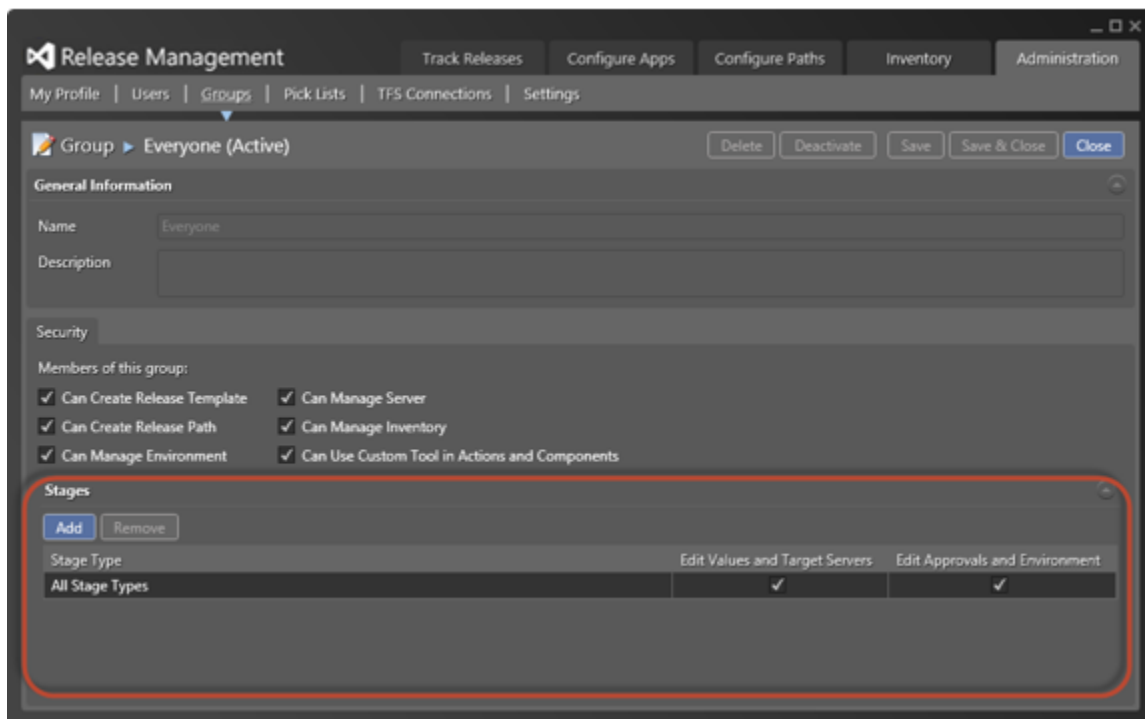 Release Management Track Releases Configure Apps Configure Paths Inventory Administration
My Profile | Users | Groups | Pick Lists | TFS Connections | Settings
Group ▸ Everyone (Active) Delete Deactivate Save Save & Close Close
General Information
Name Everyone
Description
Security
Members of this group:
Can Create Release Template Can Manage Server
Can Create Release Path Can Manage Inventory
Can Manage Environment Can Use Custom Tool in Actions and Components
Stages
Add Remove
Stage Type Edit Values and Target Servers Edit Approvals and Environment
All Stage Types